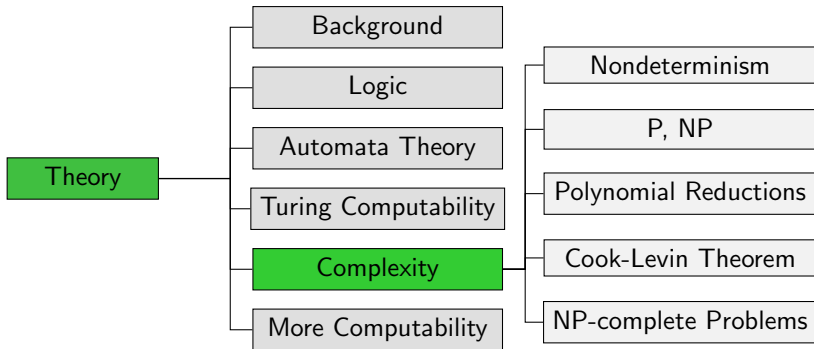 Theory
Background
Logic
Automata Theory
Turing Computability
Complexity
More Computability
Nondeterminism
P, NP
Polynomial Reductions
Cook-Levin Theorem
NP-complete Problems